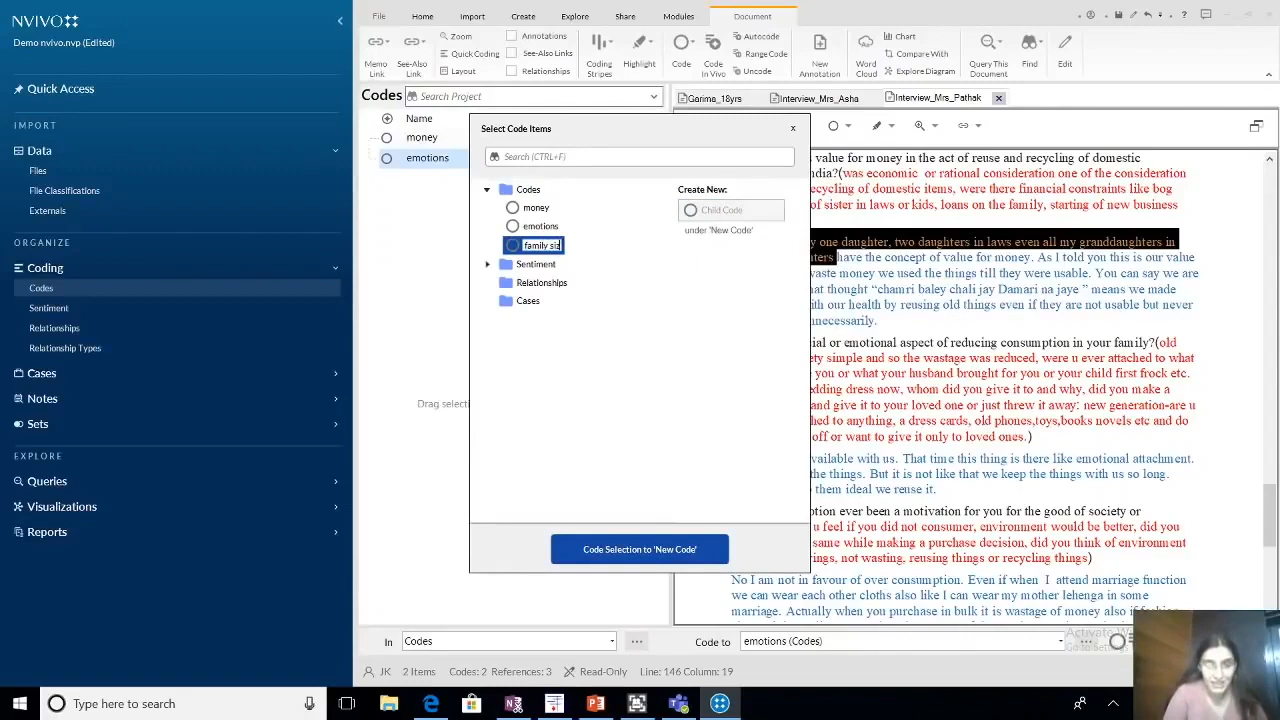 NVIVO
Demo nvivo.nvp (Edited)
Quick Access
IMPORT
Data
Files
File Classifications
Externals
ORGANIZE
Coding
Codes
Sentiment
Relationships
Relationship Types
Cases
Notes
Sets
EXPLORE
Queries
Visualizations
Reports
File Home Import Create Explore Share Modules Document
Memo Link
See-Also Link
Zoom
Quick Coding
Layout
Annotations
See-Also Links
Relationships
Coding Stripes
Highlight
Code
Code In Vivo
Autocode
Range Code
Uncode
New Annotation
Word Cloud
Chart
Compare With
Explore Diagram
Query This Document
Find
Edit
Codes
Search Project
Name
money
emotions
Drag selecti
Select Code Items
x
Search (CTRL+F)
Codes
money
emotions
family siz
Sentiment
Relationships
Cases
Create New:
Child Code
under 'New Code'
Code Selection to 'New Code'
Garima_18yrs Interview_Mrs_Asha Interview_Mrs_Pathak
value for money in the act of reuse and recycling of domestic
ndia?(was economic or rational consideration one of the consideration
ecycling of domestic items, were there financial constraints like bog
of sister in laws or kids, loans on the family, starting of new business
y one daughter, two daughters in laws even all my granddaughters in
hters have the concept of value for money. As I told you this is our value
vaste money we used the things till they were usable. You can say we are
hat thought “chamri baley chali jay Damari na jaye ” means we made
vith our health by reusing old things even if they are not usable but never
nnecessarily.
cial or emotional aspect of reducing consumption in your family?(old
ety simple and so the wastage was reduced, were u ever attached to what
you or what your husband brought for you or your child first frock etc.
edding dress now, whom did you give it to and why, did you make a
and give it to your loved one or just threw it away: new generation-are u
hed to anything, a dress cards, old phones,toys,books novels etc and do
off or want to give it only to loved ones.)
vailable with us. That time this thing is there like emotional attachment.
the things. But it is not like that we keep the things with us so long.
them ideal we reuse it.
ption ever been a motivation for you for the good of society or
u feel if you did not consumer, environment would be better, did you
same while making a purchase decision, did you think of environment
ings, not wasting, reusing things or recycling things)
No I am not in favour of over consumption. Even if when I attend marriage function
we can wear each other cloths also like I can wear my mother lehenga in some
marriage. Actually when you purchase in bulk it is wastage of money also if fashion
In Codes
Code to emotions (Codes)
Activate W
Go to Settings
JK 2 Items Codes: 2 References: 3 Read-Only Line: 146 Column: 19
Type here to search